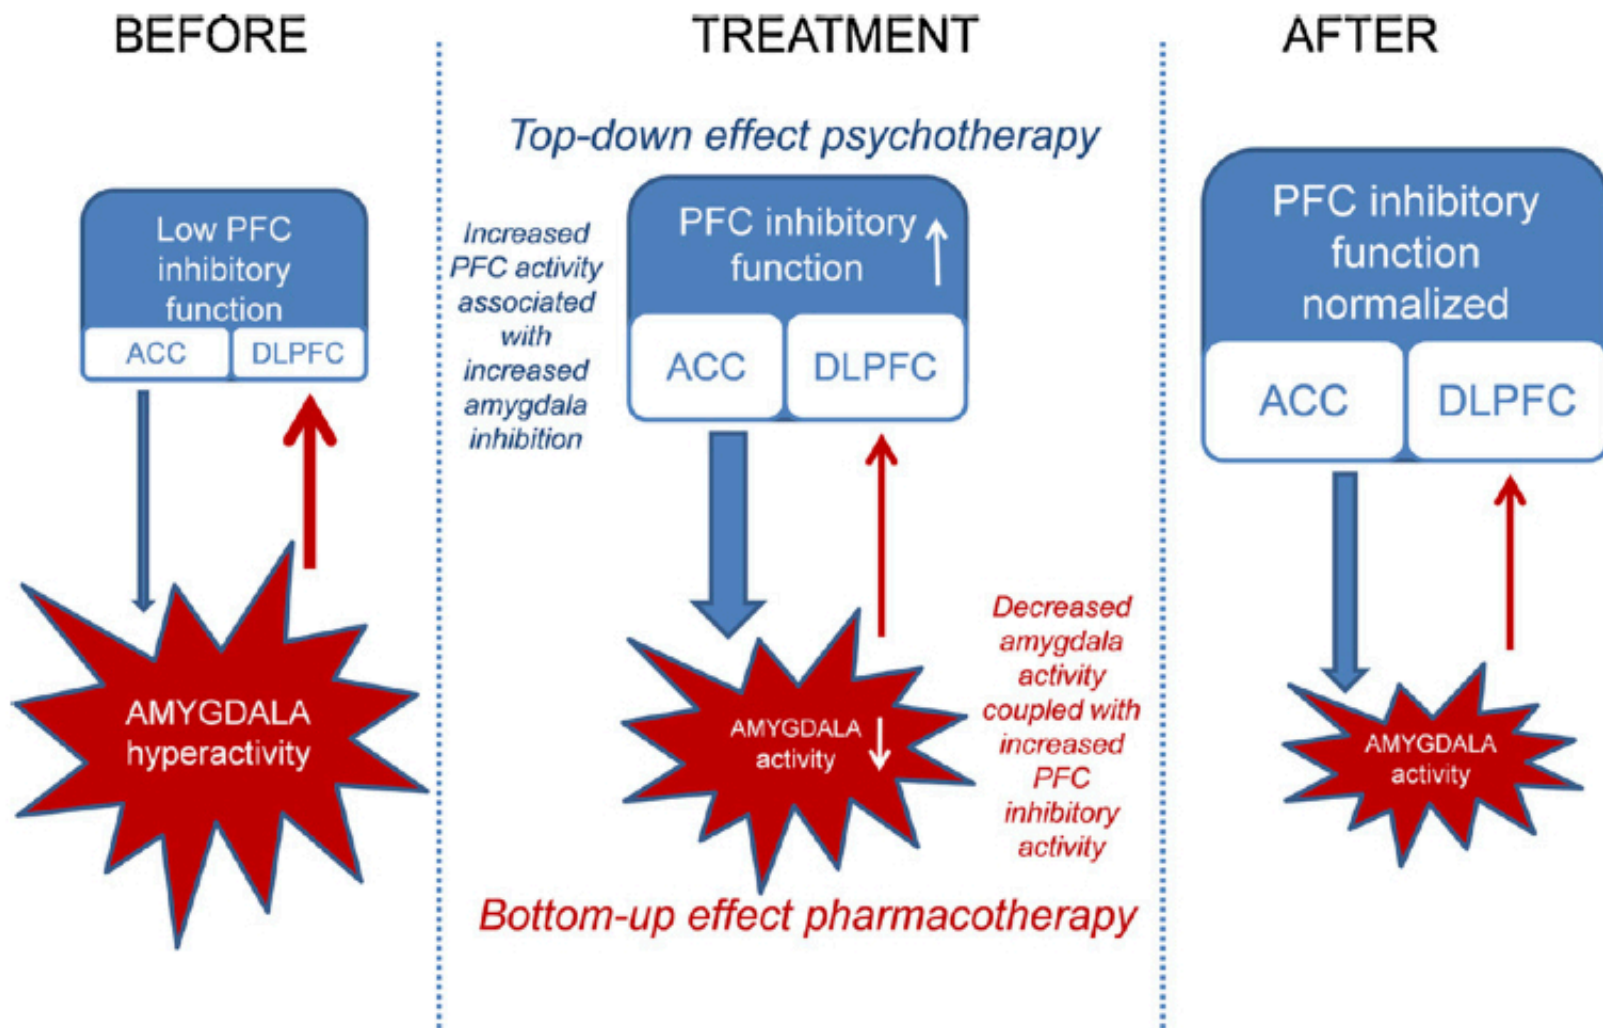 BEFORE
TREATMENT
AFTER
Low PFC
inhibitory
function
ACC
DLPFC
AMYGDALA
hyperactivity
Top-down effect psychotherapy
Increased
PFC activity
associated
with
increased
amygdala
inhibition
PFC inhibitory
function
ACC
DLPFC
AMYGDALA
activity
Decreased
amygdala
activity
coupled with
increased
PFC
inhibitory
activity
Bottom-up effect pharmacotherapy
PFC inhibitory
function
normalized
ACC
DLPFC
AMYGDALA
activity